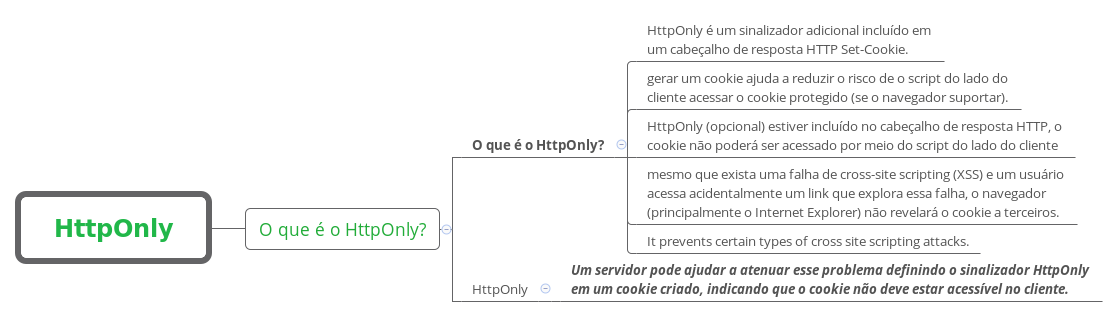 HttpOnly
O que é o HttpOnly?
O que é o HttpOnly?
HttpOnly é um sinalizador adicional incluído em
um cabeçalho de resposta HTTP Set-Cookie.
gerar um cookie ajuda a reduzir o risco de o script do lado do
cliente acessar o cookie protegido (se o navegador suportar).
HttpOnly (opcional) estiver incluído no cabeçalho de resposta HTTP, o
cookie não poderá ser acessado por meio do script do lado do cliente
mesmo que exista uma falha de cross-site scripting (XSS) e um usuário
acessa acidentalmente um link que explora essa falha, o navegador
(principalmente o Internet Explorer) não revelará o cookie a terceiros.
It prevents certain types of cross site scripting attacks.
HttpOnly
Um servidor pode ajudar a atenuar esse problema definindo o sinalizador HttpOnly
em um cookie criado, indicando que o cookie não deve estar acessível no cliente.